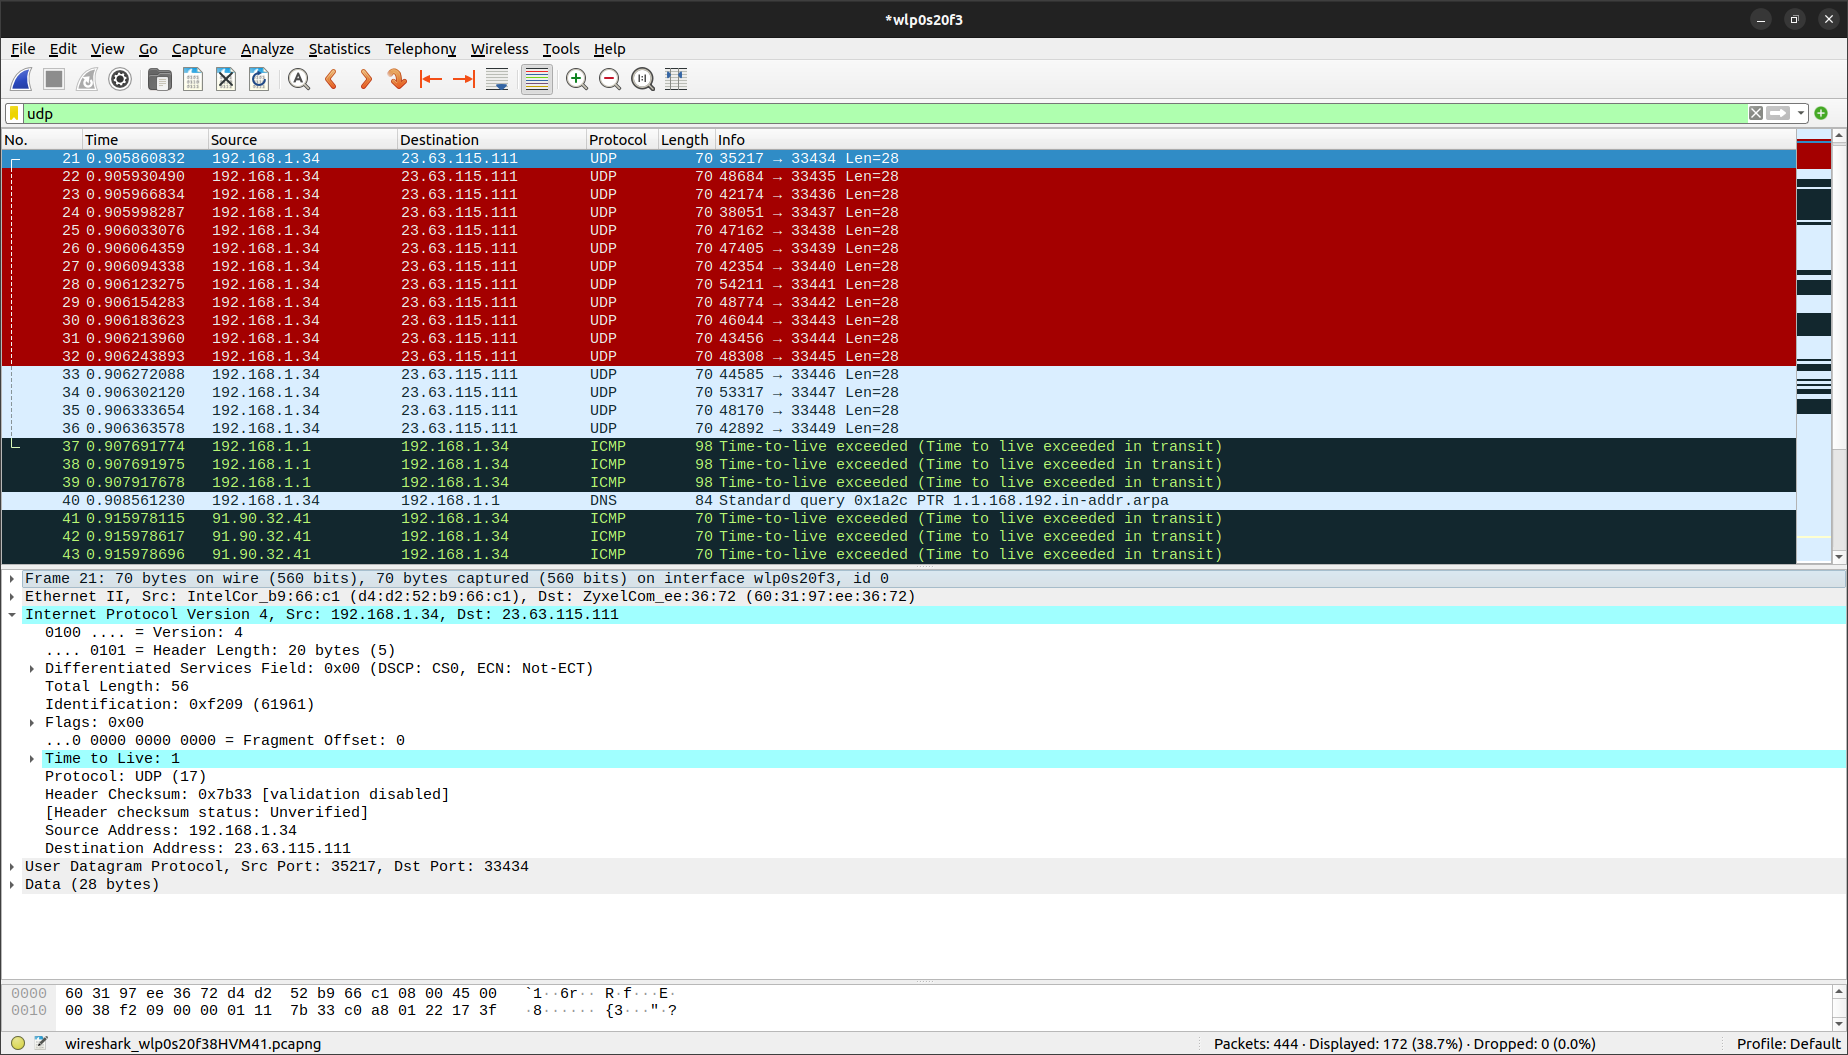 *wlp0s20f3
File Edit View Go Capture Analyze Statistics Telephony Wireless Tools Help
udp
No. Time Source Destination Protocol Length Info
21 0.905860832 192.168.1.34 23.63.115.111 UDP 70 35217 → 33434 Len=28
22 0.905930490 192.168.1.34 23.63.115.111 UDP 70 48684 → 33435 Len=28
23 0.905966834 192.168.1.34 23.63.115.111 UDP 70 42174 → 33436 Len=28
24 0.905998287 192.168.1.34 23.63.115.111 UDP 70 38051 → 33437 Len=28
25 0.906033076 192.168.1.34 23.63.115.111 UDP 70 47162 → 33438 Len=28
26 0.906064359 192.168.1.34 23.63.115.111 UDP 70 47405 → 33439 Len=28
27 0.906094338 192.168.1.34 23.63.115.111 UDP 70 42354 → 33440 Len=28
28 0.906123275 192.168.1.34 23.63.115.111 UDP 70 54211 → 33441 Len=28
29 0.906154283 192.168.1.34 23.63.115.111 UDP 70 48774 → 33442 Len=28
30 0.906183623 192.168.1.34 23.63.115.111 UDP 70 46044 → 33443 Len=28
31 0.906213960 192.168.1.34 23.63.115.111 UDP 70 43456 → 33444 Len=28
32 0.906243893 192.168.1.34 23.63.115.111 UDP 70 48308 → 33445 Len=28
33 0.906272088 192.168.1.34 23.63.115.111 UDP 70 44585 → 33446 Len=28
34 0.906302120 192.168.1.34 23.63.115.111 UDP 70 53317 → 33447 Len=28
35 0.906333654 192.168.1.34 23.63.115.111 UDP 70 48170 → 33448 Len=28
36 0.906363578 192.168.1.34 23.63.115.111 UDP 70 42892 → 33449 Len=28
37 0.907691774 192.168.1.1 192.168.1.34 ICMP 98 Time-to-live exceeded (Time to live exceeded in transit)
38 0.907691975 192.168.1.1 192.168.1.34 ICMP 98 Time-to-live exceeded (Time to live exceeded in transit)
39 0.907917678 192.168.1.1 192.168.1.34 ICMP 98 Time-to-live exceeded (Time to live exceeded in transit)
40 0.908561230 192.168.1.34 192.168.1.1 DNS 84 Standard query 0x1a2c PTR 1.1.168.192.in-addr.arpa
41 0.915978115 91.90.32.41 192.168.1.34 ICMP 70 Time-to-live exceeded (Time to live exceeded in transit)
42 0.915978617 91.90.32.41 192.168.1.34 ICMP 70 Time-to-live exceeded (Time to live exceeded in transit)
43 0.915978696 91.90.32.41 192.168.1.34 ICMP 70 Time-to-live exceeded (Time to live exceeded in transit)
Frame 21: 70 bytes on wire (560 bits), 70 bytes captured (560 bits) on interface wlp0s20f3, id 0
Ethernet II, Src: IntelCor_b9:66:c1 (d4:d2:52:b9:66:c1), Dst: ZyxelCom_ee:36:72 (60:31:97:ee:36:72)
Internet Protocol Version 4, Src: 192.168.1.34, Dst: 23.63.115.111
0100 .... = Version: 4
.... 0101 = Header Length: 20 bytes (5)
Differentiated Services Field: 0x00 (DSCP: CS0, ECN: Not-ECT)
Total Length: 56
Identification: 0xf209 (61961)
Flags: 0x00
...0 0000 0000 0000 = Fragment Offset: 0
Time to Live: 1
Protocol: UDP (17)
Header Checksum: 0x7b33 [validation disabled]
[Header checksum status: Unverified]
Source Address: 192.168.1.34
Destination Address: 23.63.115.111
User Datagram Protocol, Src Port: 35217, Dst Port: 33434
Data (28 bytes)
0000 60 31 97 ee 36 72 d4 d2 52 b9 66 c1 08 00 45 00 `1··6r·· R·f···E·
0010 00 38 f2 09 00 00 01 11 7b 33 c0 a8 01 22 17 3f ·8······ {3···"·?
wireshark_wlp0s20f38HVM41.pcapng Packets: 444 · Displayed: 172 (38.7%) · Dropped: 0 (0.0%) Profile: Default